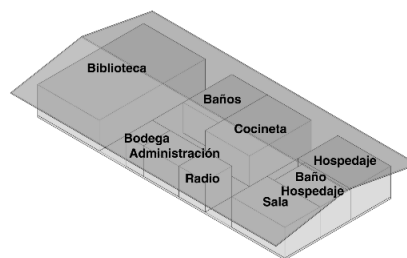 Biblioteca
Baños
Cocineta
Bodega
Administración
Radio
Hospedaje
Baño
Hospedaje
Sala